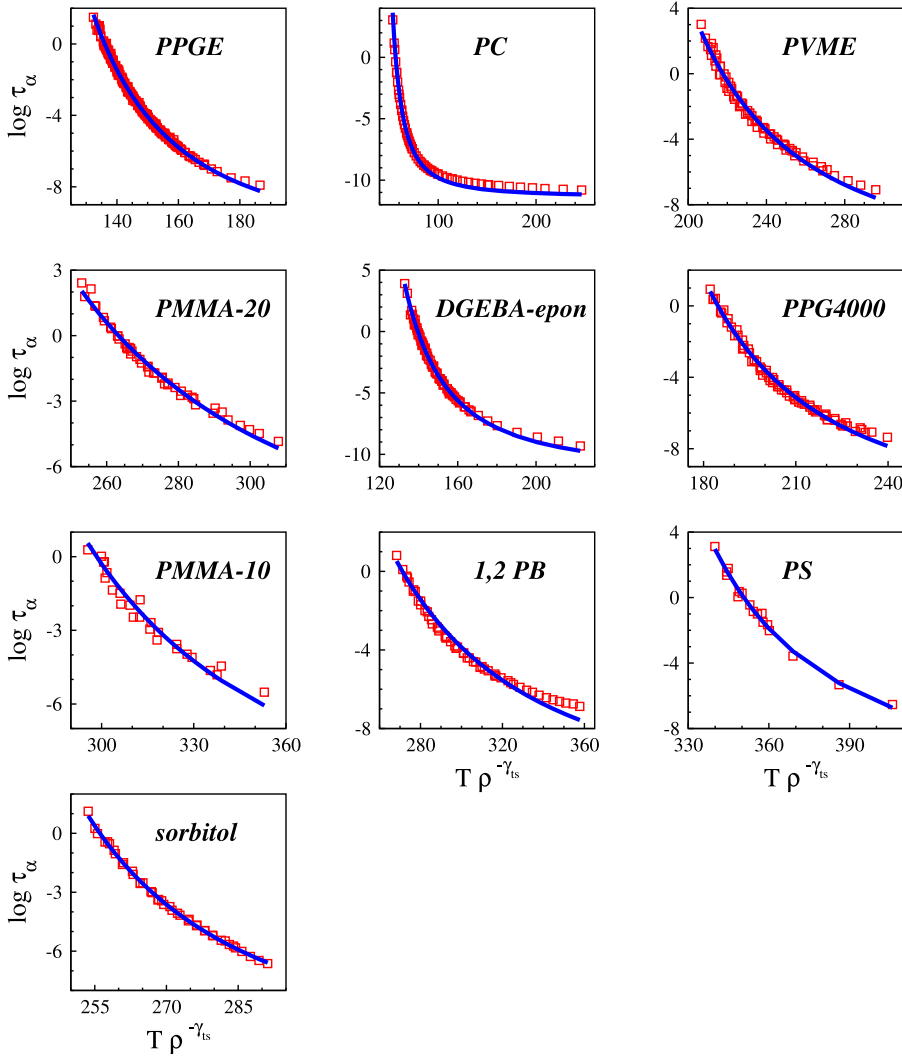 PPGE
log τα
0
-4
-8
140 160 180
PC
0
-5
-10
100 200
PVME
4
0
-4
-8
200 240 280
PMMA-20
log τα
3
0
-3
-6
260 280 300
DGEBA-epon
5
0
-5
-10
120 160 200
PPG4000
0
-4
-8
180 210 240
PMMA-10
log τα
0
-3
-6
300 330 360
1,2 PB
4
0
-4
-8
280 320 360
T ρ^-γts
PS
4
0
-4
-8
330 360 390
T ρ^-γts
sorbitol
log τα
0
-3
-6
255 270 285
T ρ^-γts